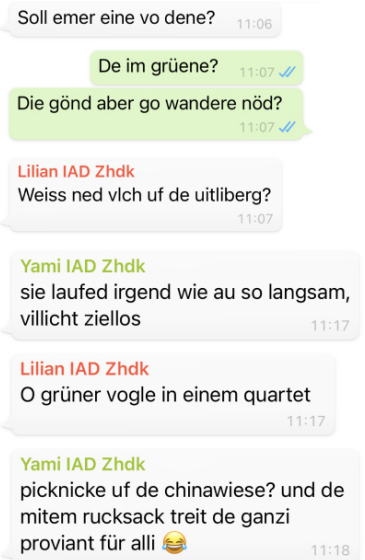 Soll emer eine vo dene?
11:06
De im grüene?
11:07
Die gönd aber go wandere nöd?
11:07
Lilian IAD Zhdk
Weiss ned vlch uf de uitliberg?
11:07
Yami IAD Zhdk
sie laufed irgend wie au so langsam,
villicht ziellos
11:17
Lilian IAD Zhdk
O grüner vogle in einem quartet
11:17
Yami IAD Zhdk
picknicke uf de chinawiese? und de
mitem rucksack treit de ganzi
proviant für alli 😂
11:18